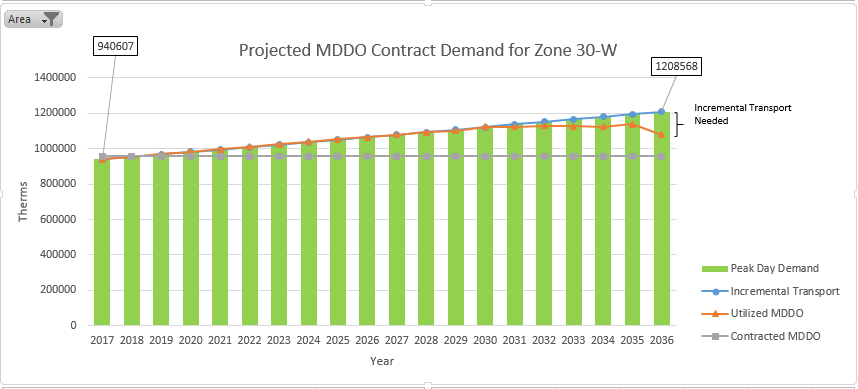 Area
940607
Projected MDDO Contract Demand for Zone 30-W
1208568
1400000
1200000
1000000
800000
600000
400000
200000
0
Therms
Incremental Transport
Needed
2017 2018 2019 2020 2021 2022 2023 2024 2025 2026 2027 2028 2029 2030 2031 2032 2033 2034 2035 2036
Year
Peak Day Demand
Incremental Transport
Utilized MDDO
Contracted MDDO